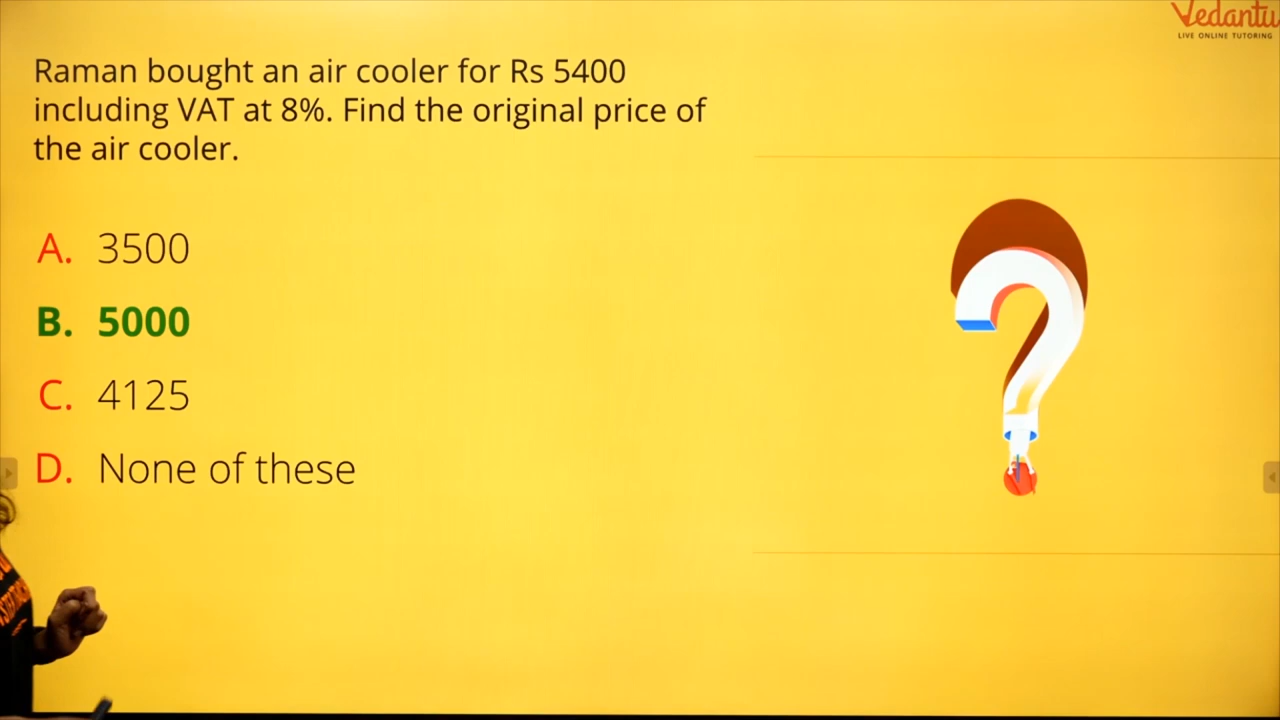 Vedantu
LIVE ONLINE TUTORING
Raman bought an air cooler for Rs 5400
including VAT at 8%. Find the original price of
the air cooler.
A. 3500
B. 5000
C. 4125
D. None of these